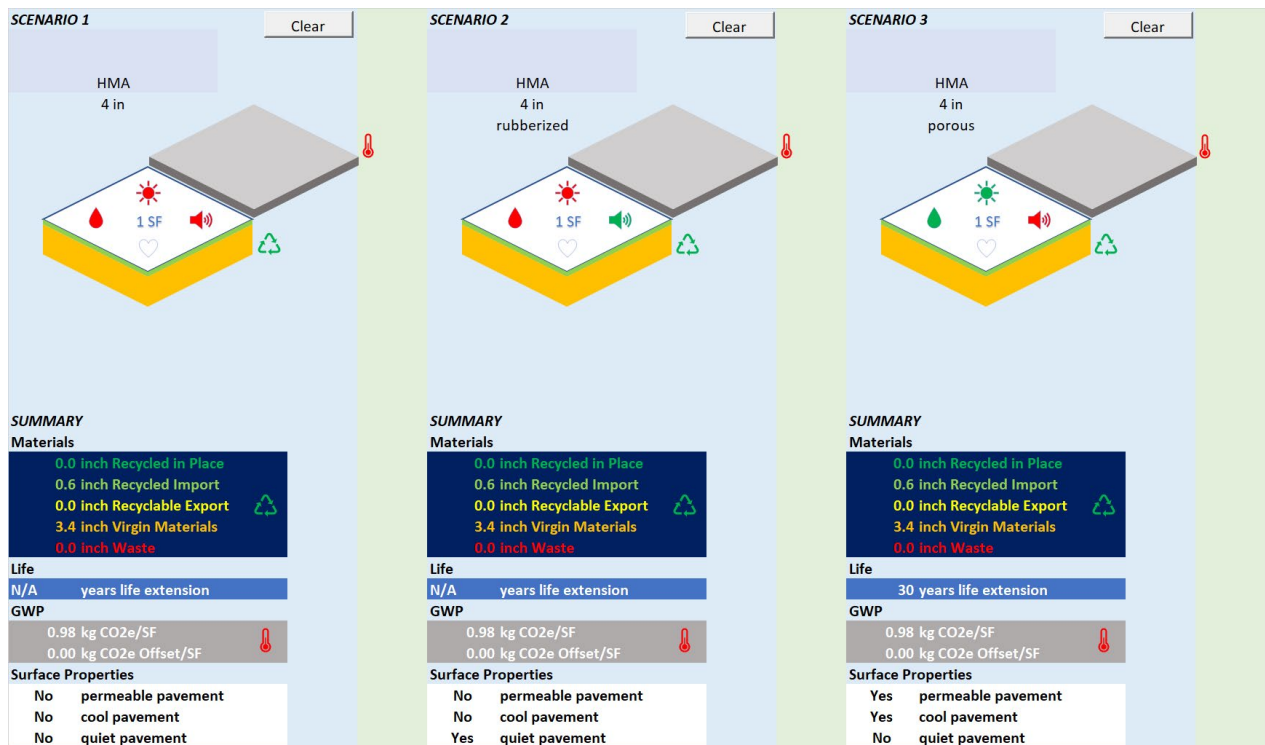 SCENARIO 1
Clear
HMA
4 in
1 SF
SUMMARY
Materials
0.0 inch Recycled in Place
0.6 inch Recycled Import
0.0 inch Recyclable Export
3.4 inch Virgin Materials
0.0 inch Waste
Life
N/A years life extension
GWP
0.98 kg CO2e/SF
0.00 kg CO2e Offset/SF
Surface Properties
No permeable pavement
No cool pavement
No quiet pavement
SCENARIO 2
Clear
HMA
4 in
rubberized
1 SF
SUMMARY
Materials
0.0 inch Recycled in Place
0.6 inch Recycled Import
0.0 inch Recyclable Export
3.4 inch Virgin Materials
0.0 inch Waste
Life
N/A years life extension
GWP
0.98 kg CO2e/SF
0.00 kg CO2e Offset/SF
Surface Properties
No permeable pavement
No cool pavement
Yes quiet pavement
SCENARIO 3
Clear
HMA
4 in
porous
1 SF
SUMMARY
Materials
0.0 inch Recycled in Place
0.6 inch Recycled Import
0.0 inch Recyclable Export
3.4 inch Virgin Materials
0.0 inch Waste
Life
30 years life extension
GWP
0.98 kg CO2e/SF
0.00 kg CO2e Offset/SF
Surface Properties
Yes permeable pavement
Yes cool pavement
No quiet pavement